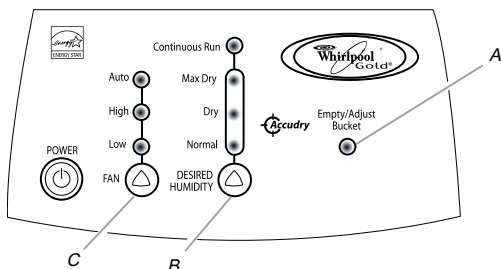 ENERGY STAR
Continuous Run
Whirlpool
Gold®
A
Auto
Max Dry
High
Dry
Accudry
Empty/Adjust
Bucket
POWER
Low
Normal
FAN
DESIRED
HUMIDITY
C
B